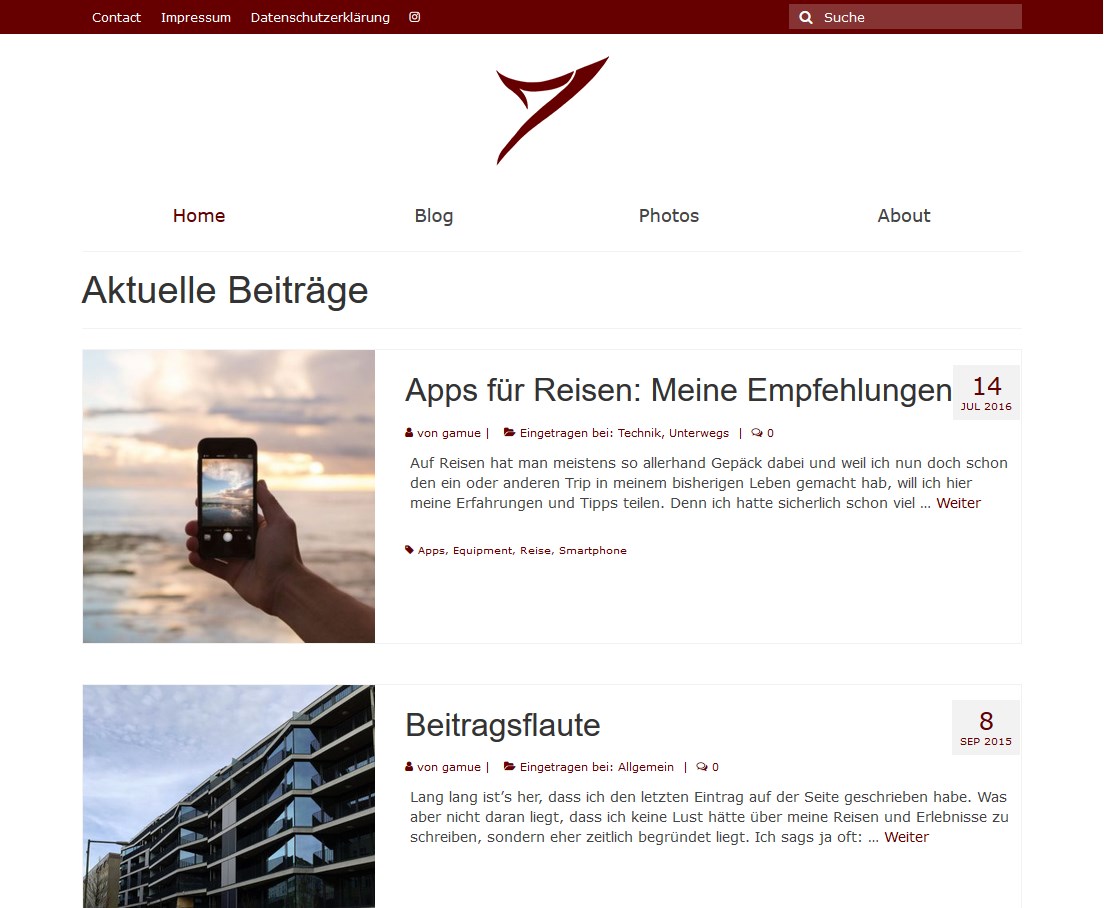 Contact Impressum Datenschutzerklärung Suche
Home Blog Photos About
Aktuelle Beiträge
Apps für Reisen: Meine Empfehlungen
14
JUL 2016
von gamue | Eingetragen bei: Technik, Unterwegs | 0
Auf Reisen hat man meistens so allerhand Gepäck dabei und weil ich nun doch schon
den ein oder anderen Trip in meinem bisherigen Leben gemacht hab, will ich hier
meine Erfahrungen und Tipps teilen. Denn ich hatte sicherlich schon viel … Weiter
Apps, Equipment, Reise, Smartphone
Beitragsflaute
8
SEP 2015
von gamue | Eingetragen bei: Allgemein | 0
Lang lang ist’s her, dass ich den letzten Eintrag auf der Seite geschrieben habe. Was
aber nicht daran liegt, dass ich keine Lust hätte über meine Reisen und Erlebnisse zu
schreiben, sondern eher zeitlich begründet liegt. Ich sags ja oft: … Weiter